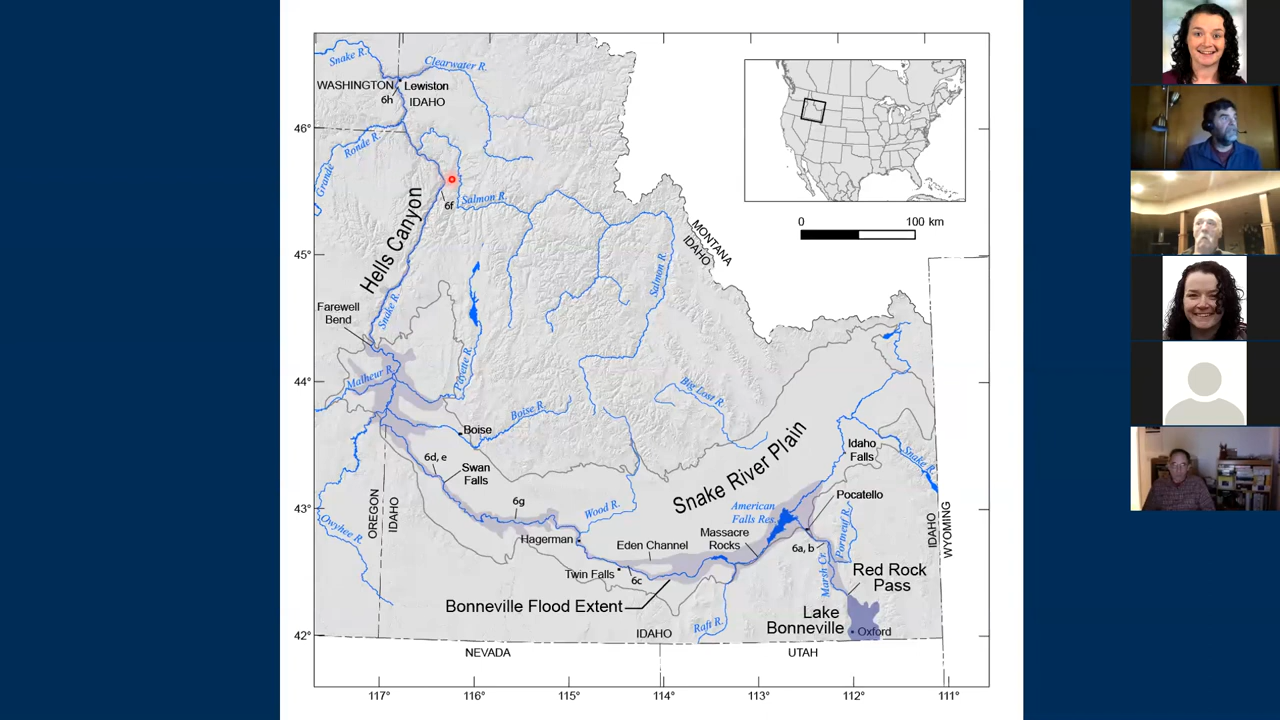 Snake R.
Clearwater R.
WASHINGTON
Lewiston
6h
IDAHO
46°
Grande
Ronde R.
Salmon R.
6f
Hells Canyon
0
100 km
MONTANA
IDAHO
45°
Salmon R.
Snake R.
Farewell
Bend
44°
Malheur R.
Payette R.
Big Lost R.
Boise R.
Boise
6d, e
Swan
Falls
Snake River Plain
Idaho
Falls
Snake R.
43°
OREGON
IDAHO
6g
Wood R.
American
Falls Res.
Pocatello
Portneuf R.
IDAHO
WYOMING
Owyhee R.
Hagerman
Eden Channel
Massacre
Rocks
6a, b
Marsh Cr.
Twin Falls
6c
Red Rock
Pass
Bonneville Flood Extent
Raft R.
Lake
Bonneville
Oxford
42°
IDAHO
NEVADA
UTAH
117°
116°
115°
114°
113°
112°
111°